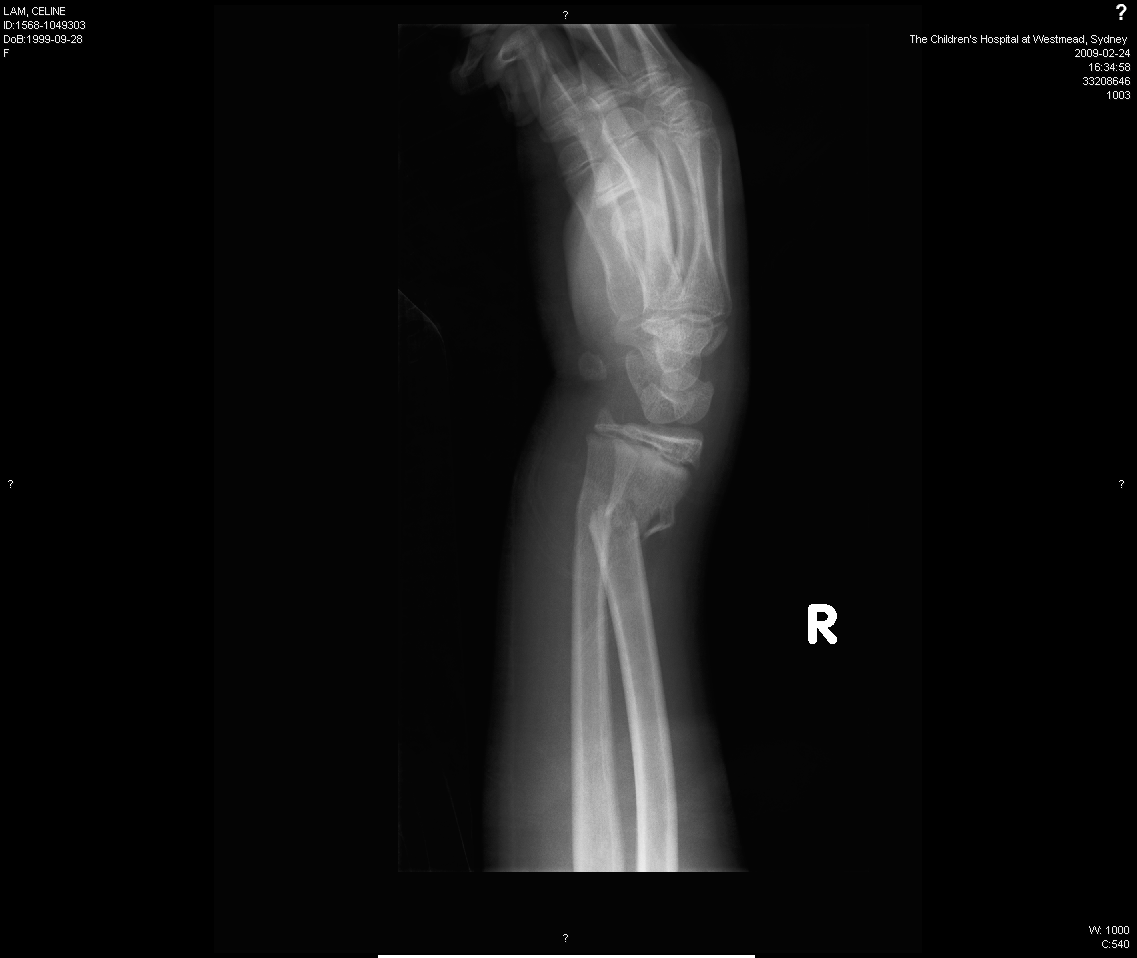 LAM, CELINE
ID:1568-1049303
DoB:1999-09-28
F
?
?
The Children's Hospital at Westmead, Sydney
2009-02-24
16:34:58
33208646
1003
?
?
R
W: 1000
C:540
?